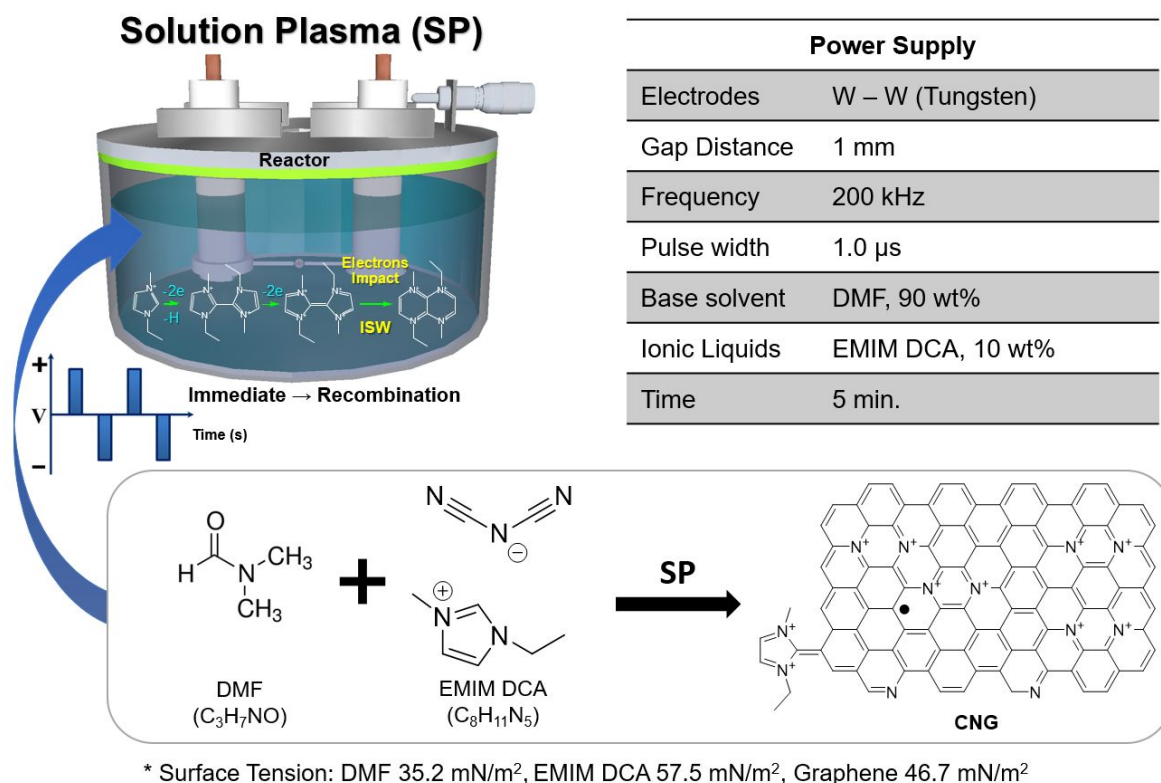 Solution Plasma (SP)
Reactor
Electrons
Impact
-2e
-H
-2e
ISW
N⁺ N⁺ N N N⁺ N⁺ N N N⁺ N⁺ N N
N
Immediate → Recombination
+
V
Time (s)
−
Power Supply
Electrodes W – W (Tungsten)
Gap Distance 1 mm
Frequency 200 kHz
Pulse width 1.0 µs
Base solvent DMF, 90 wt%
Ionic Liquids EMIM DCA, 10 wt%
Time 5 min.
O
H N CH₃
CH₃
DMF
(C₃H₇NO)
+
N N
N
⊖
⊕
N
N
EMIM DCA
(C₈H₁₁N₅)
SP
N⁺ N⁺ N⁺ N⁺
N⁺ N⁺
N⁺ N⁺ N⁺
N⁺
N⁺
N N
CNG
* Surface Tension: DMF 35.2 mN/m², EMIM DCA 57.5 mN/m², Graphene 46.7 mN/m²